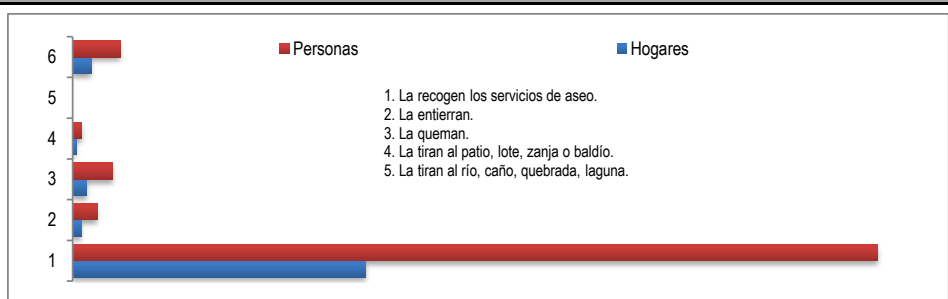 Personas Hogares
6
5
4
3
2
1
1. La recogen los servicios de aseo.
2. La entierran.
3. La queman.
4. La tiran al patio, lote, zanja o baldío.
5. La tiran al río, caño, quebrada, laguna.